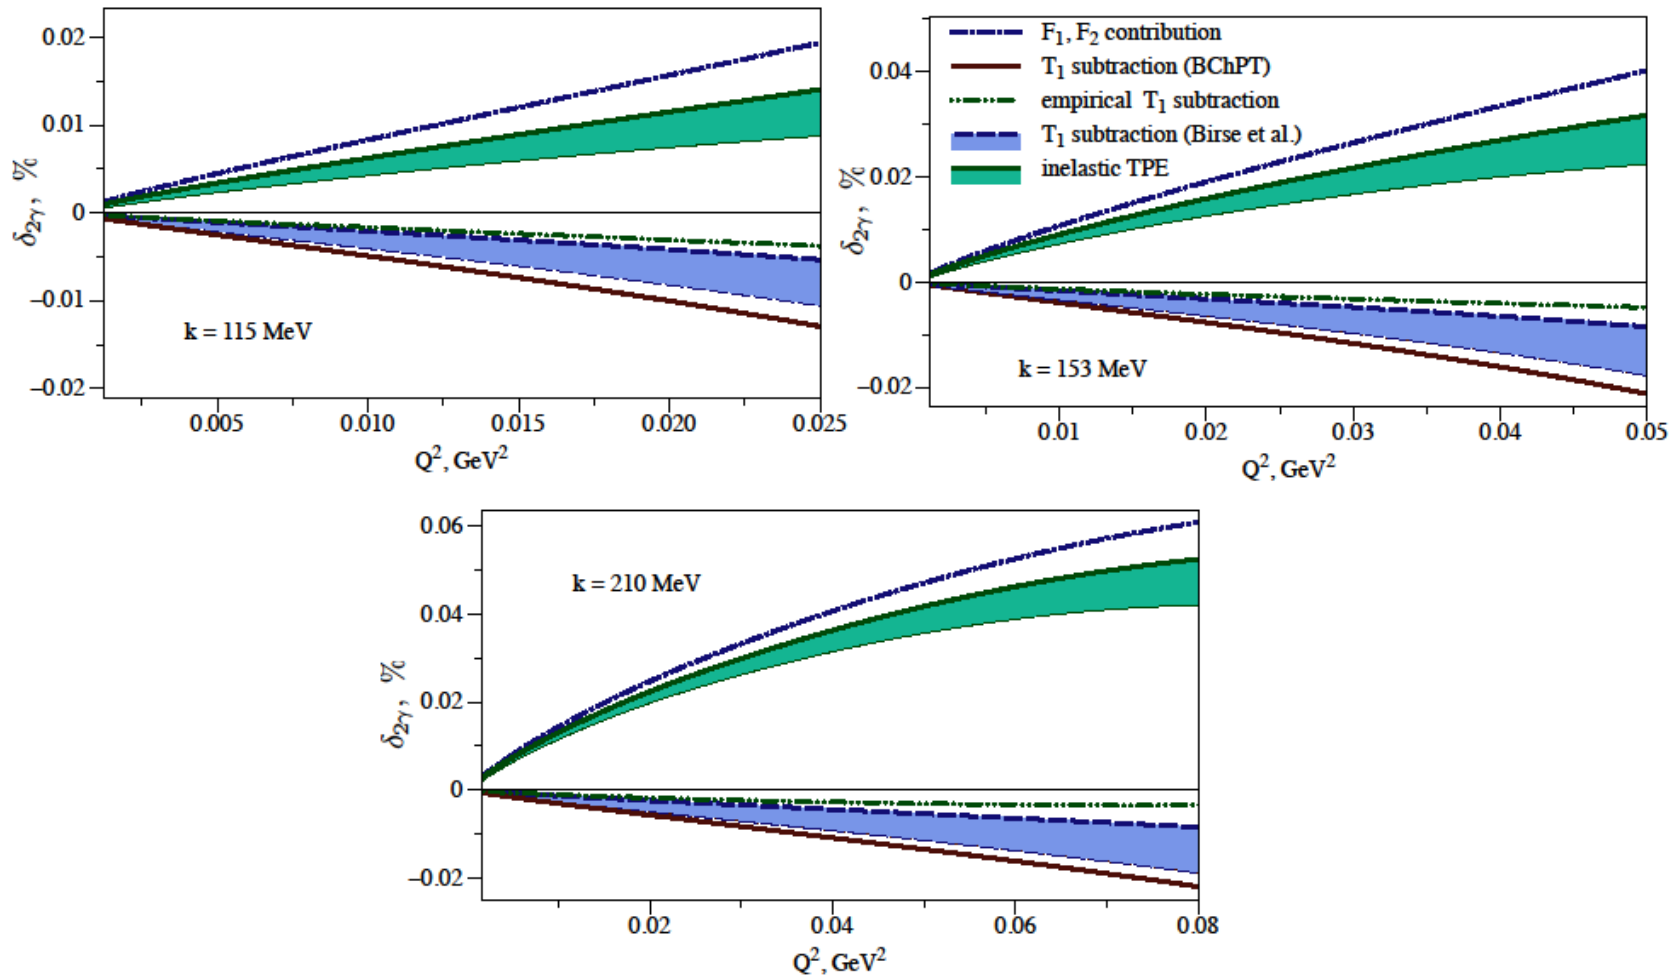 0.02
0.01
0
−0.01
−0.02
δ2γ, %
k = 115 MeV
0.005 0.010 0.015 0.020 0.025
Q², GeV²
F1, F2 contribution
T1 subtraction (BChPT)
empirical T1 subtraction
T1 subtraction (Birse et al.)
inelastic TPE
0.04
0.02
0
−0.02
δ2γ, %
k = 153 MeV
0.01 0.02 0.03 0.04 0.05
Q², GeV²
0.06
0.04
0.02
0
−0.02
δ2γ, %
k = 210 MeV
0.02 0.04 0.06 0.08
Q², GeV²